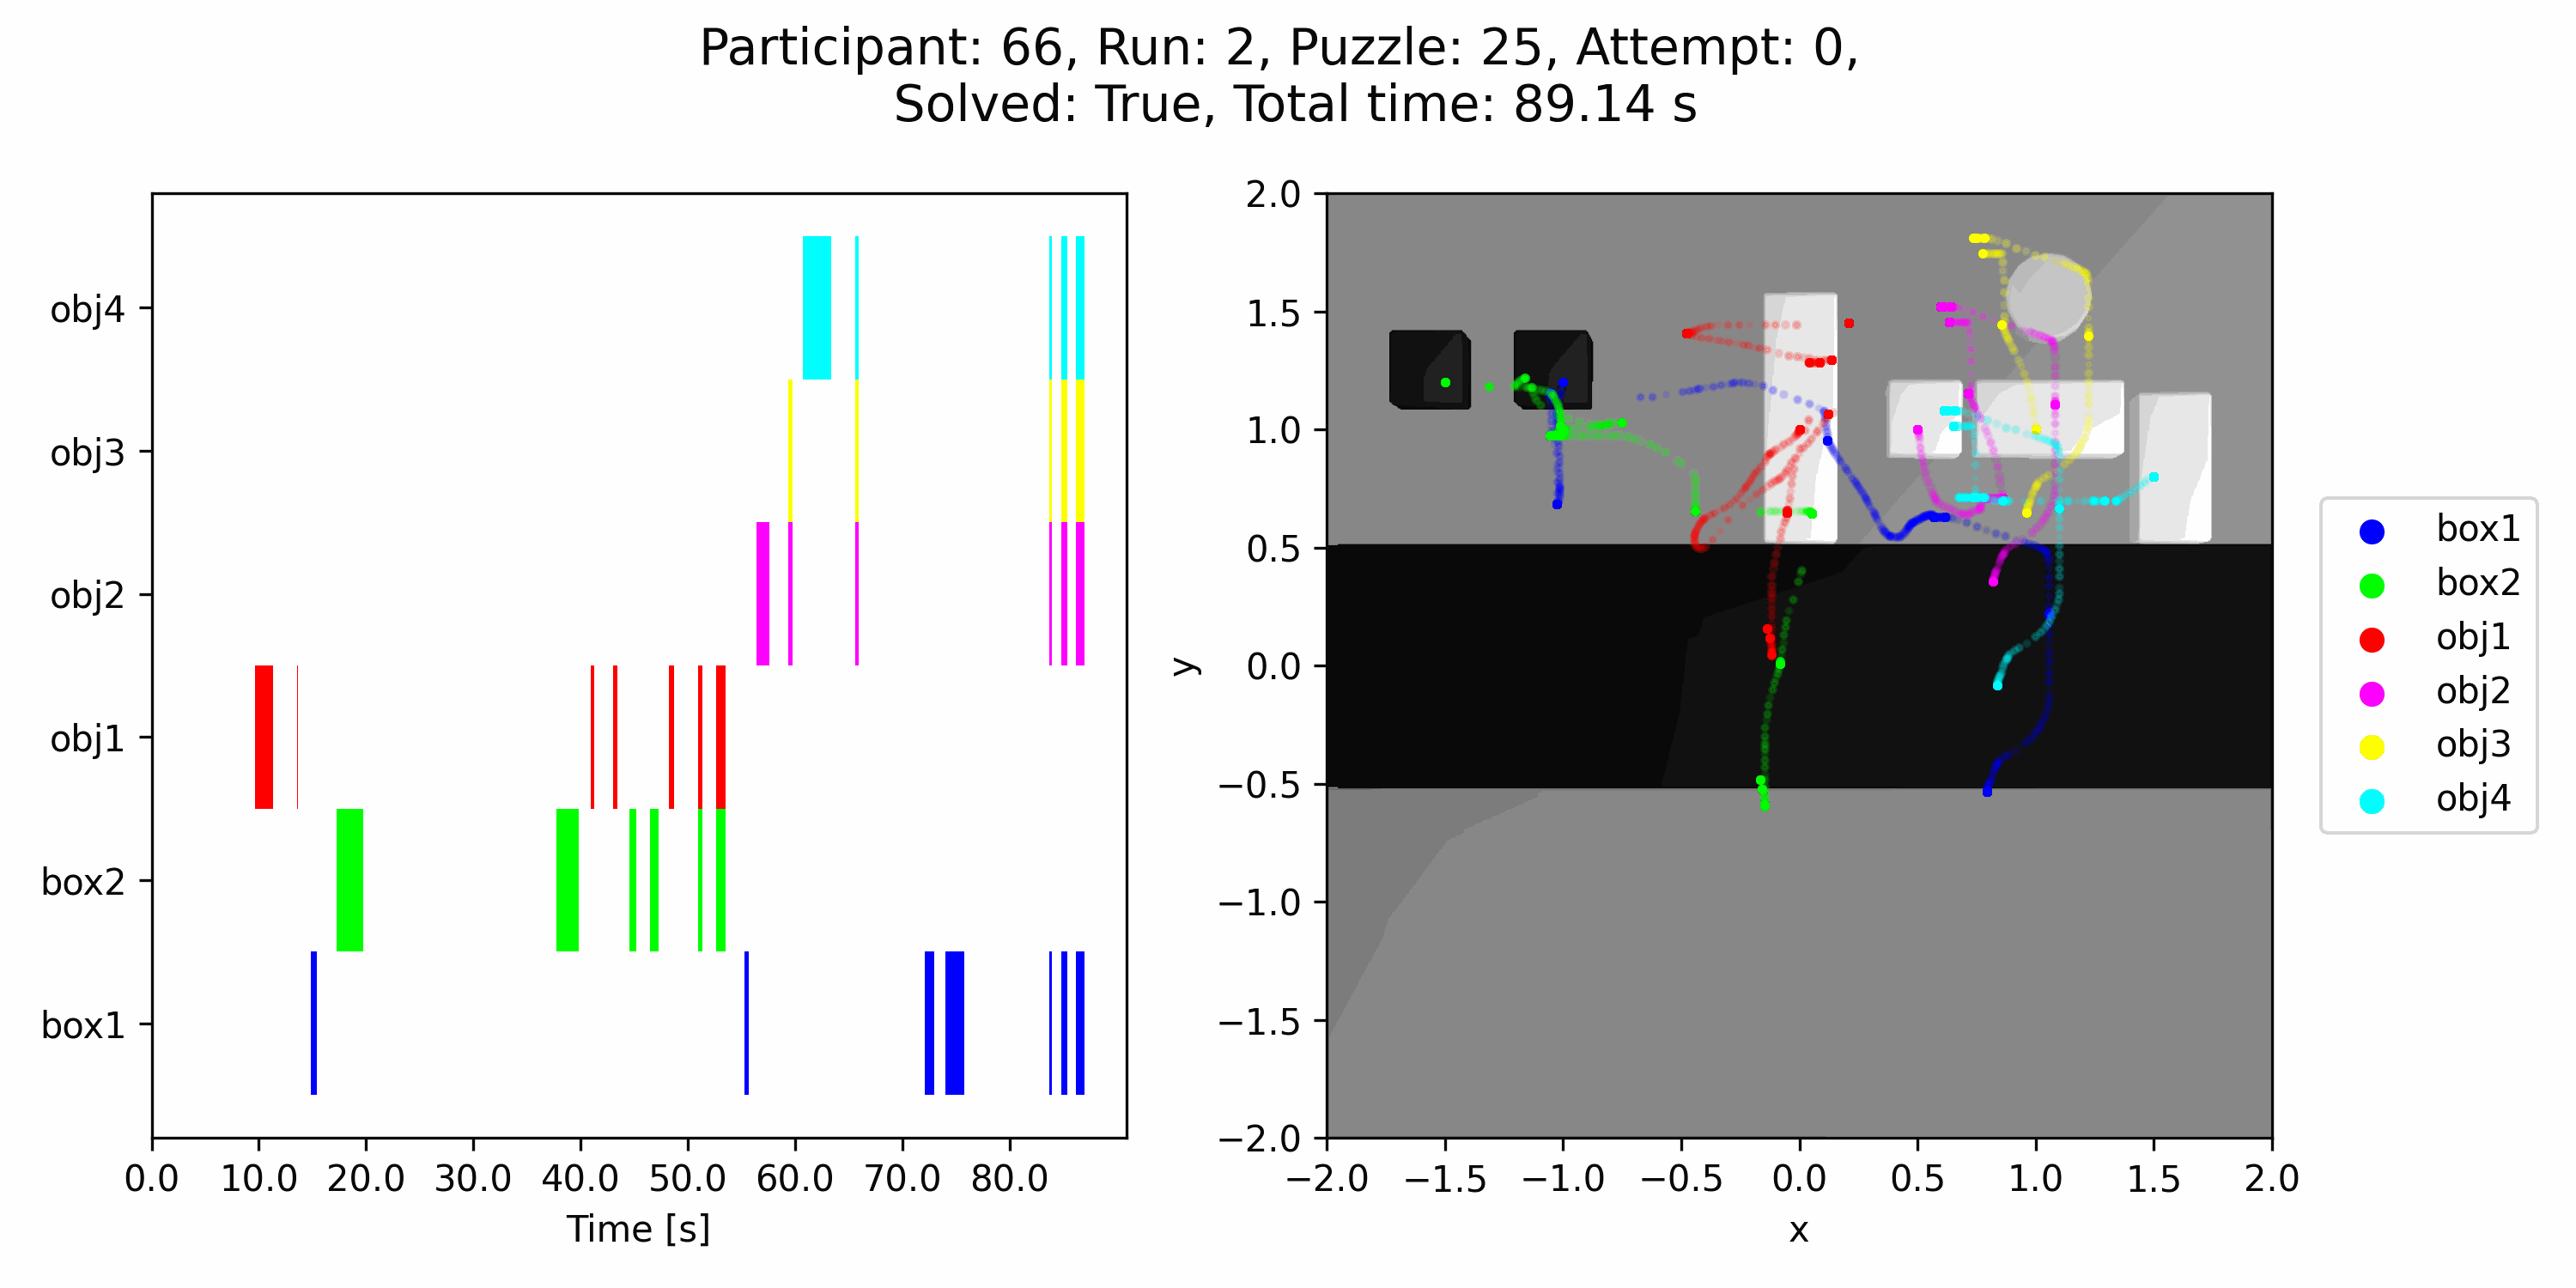 Participant: 66, Run: 2, Puzzle: 25, Attempt: 0,
Solved: True, Total time: 89.14 s
obj4
obj3
obj2
obj1
box2
box1
0.0 10.0 20.0 30.0 40.0 50.0 60.0 70.0 80.0
Time [s]
2.0
1.5
1.0
0.5
0.0
−0.5
−1.0
−1.5
−2.0
y
−2.0 −1.5 −1.0 −0.5 0.0 0.5 1.0 1.5 2.0
x
box1
box2
obj1
obj2
obj3
obj4